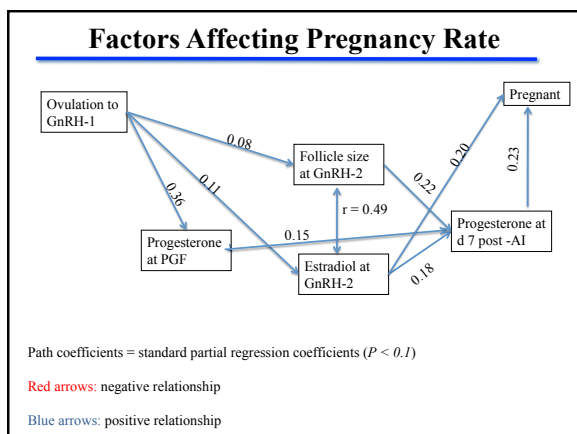 Factors Affecting Pregnancy Rate
Pregnant
Ovulation to
GnRH-1
0.08
Follicle size
at GnRH-2
0.20
0.23
0.11
0.22
0.36
r = 0.49
0.15
Progesterone at
d 7 post -AI
Progesterone
at PGF
Estradiol at
GnRH-2
0.18
Path coefficients = standard partial regression coefficients (P < 0.1)
Red arrows: negative relationship
Blue arrows: positive relationship